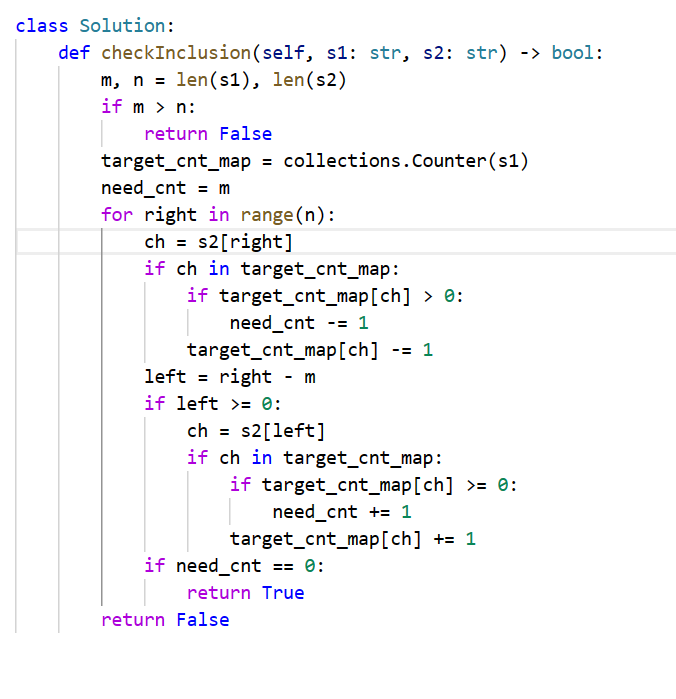 class Solution:
    def checkInclusion(self, s1: str, s2: str) -> bool:
        m, n = len(s1), len(s2)
        if m > n:
            return False
        target_cnt_map = collections.Counter(s1)
        need_cnt = m
        for right in range(n):
            ch = s2[right]
            if ch in target_cnt_map:
                if target_cnt_map[ch] > 0:
                    need_cnt -= 1
                target_cnt_map[ch] -= 1
            left = right - m
            if left >= 0:
                ch = s2[left]
                if ch in target_cnt_map:
                    if target_cnt_map[ch] >= 0:
                        need_cnt += 1
                    target_cnt_map[ch] += 1
            if need_cnt == 0:
                return True
        return False